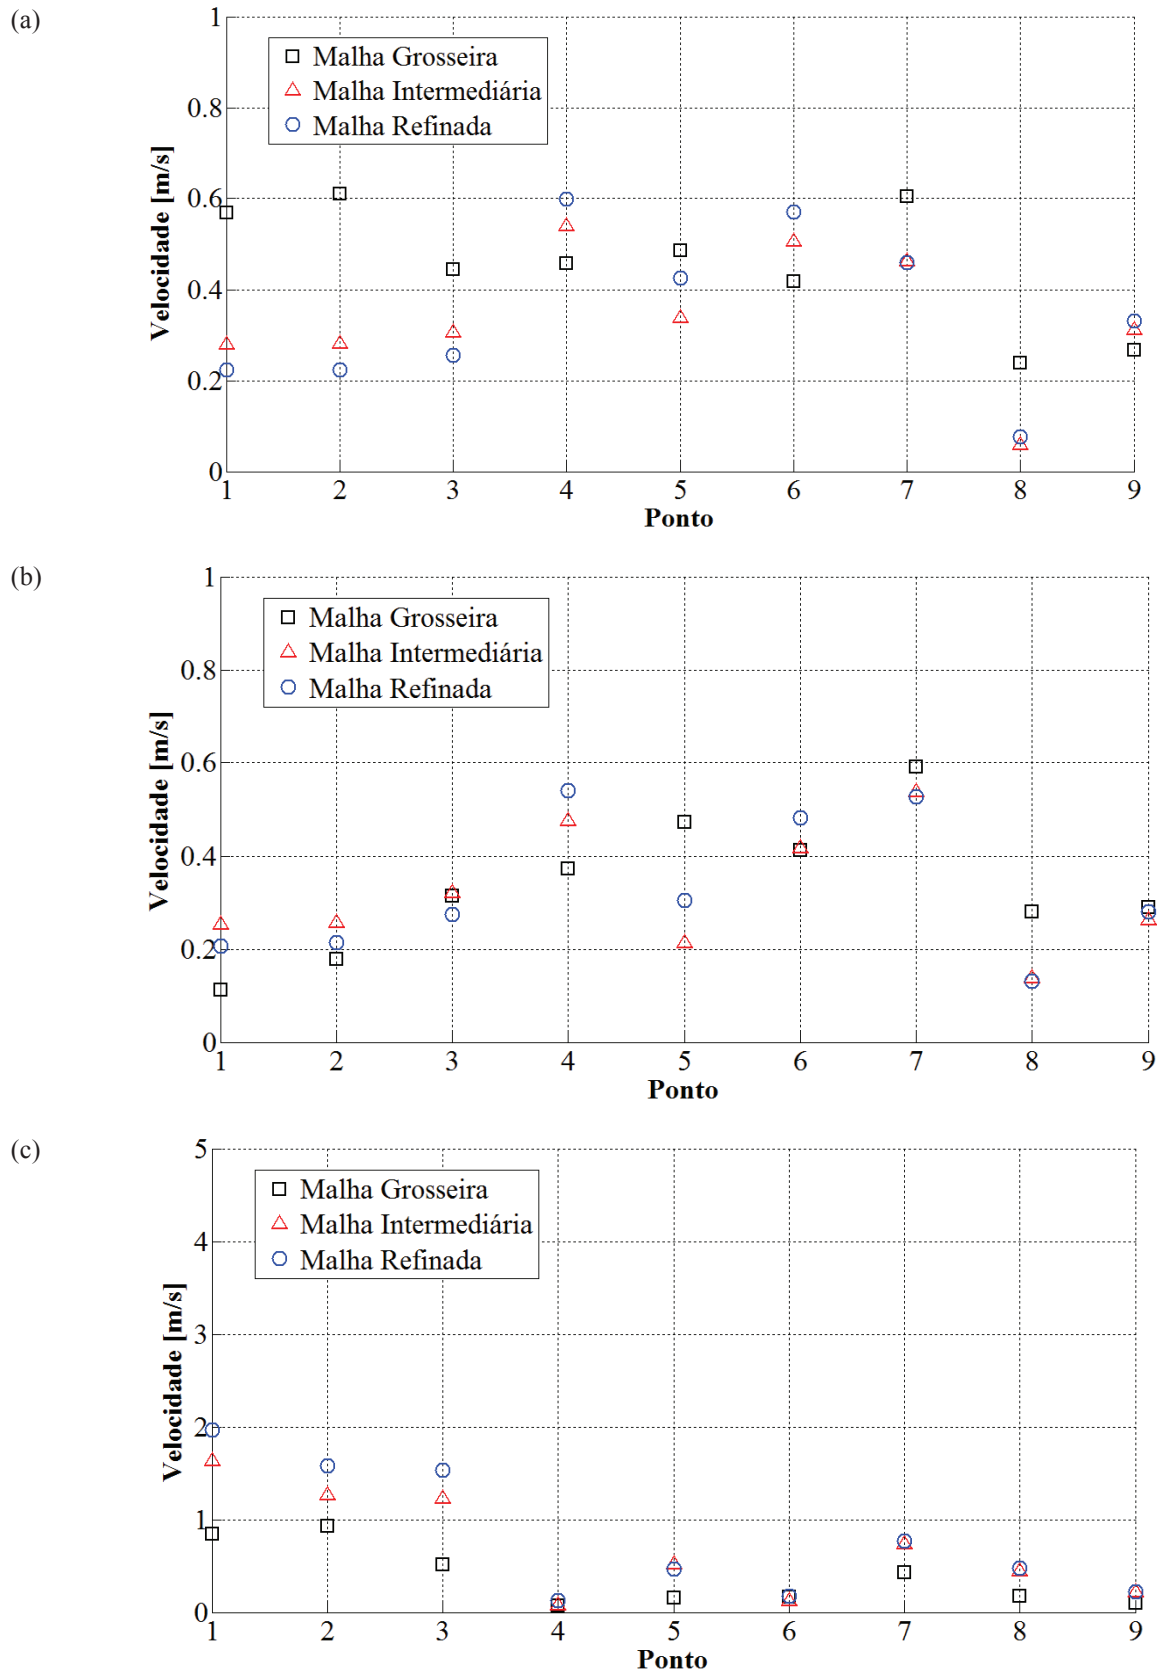 (a)
1
0.8
0.6
0.4
0.2
0
Velocidade [m/s]
Malha Grosseira
Malha Intermediária
Malha Refinada
1 2 3 4 5 6 7 8 9
Ponto
(b)
1
0.8
0.6
0.4
0.2
0
Velocidade [m/s]
Malha Grosseira
Malha Intermediária
Malha Refinada
1 2 3 4 5 6 7 8 9
Ponto
(c)
5
4
3
2
1
0
Velocidade [m/s]
Malha Grosseira
Malha Intermediária
Malha Refinada
1 2 3 4 5 6 7 8 9
Ponto